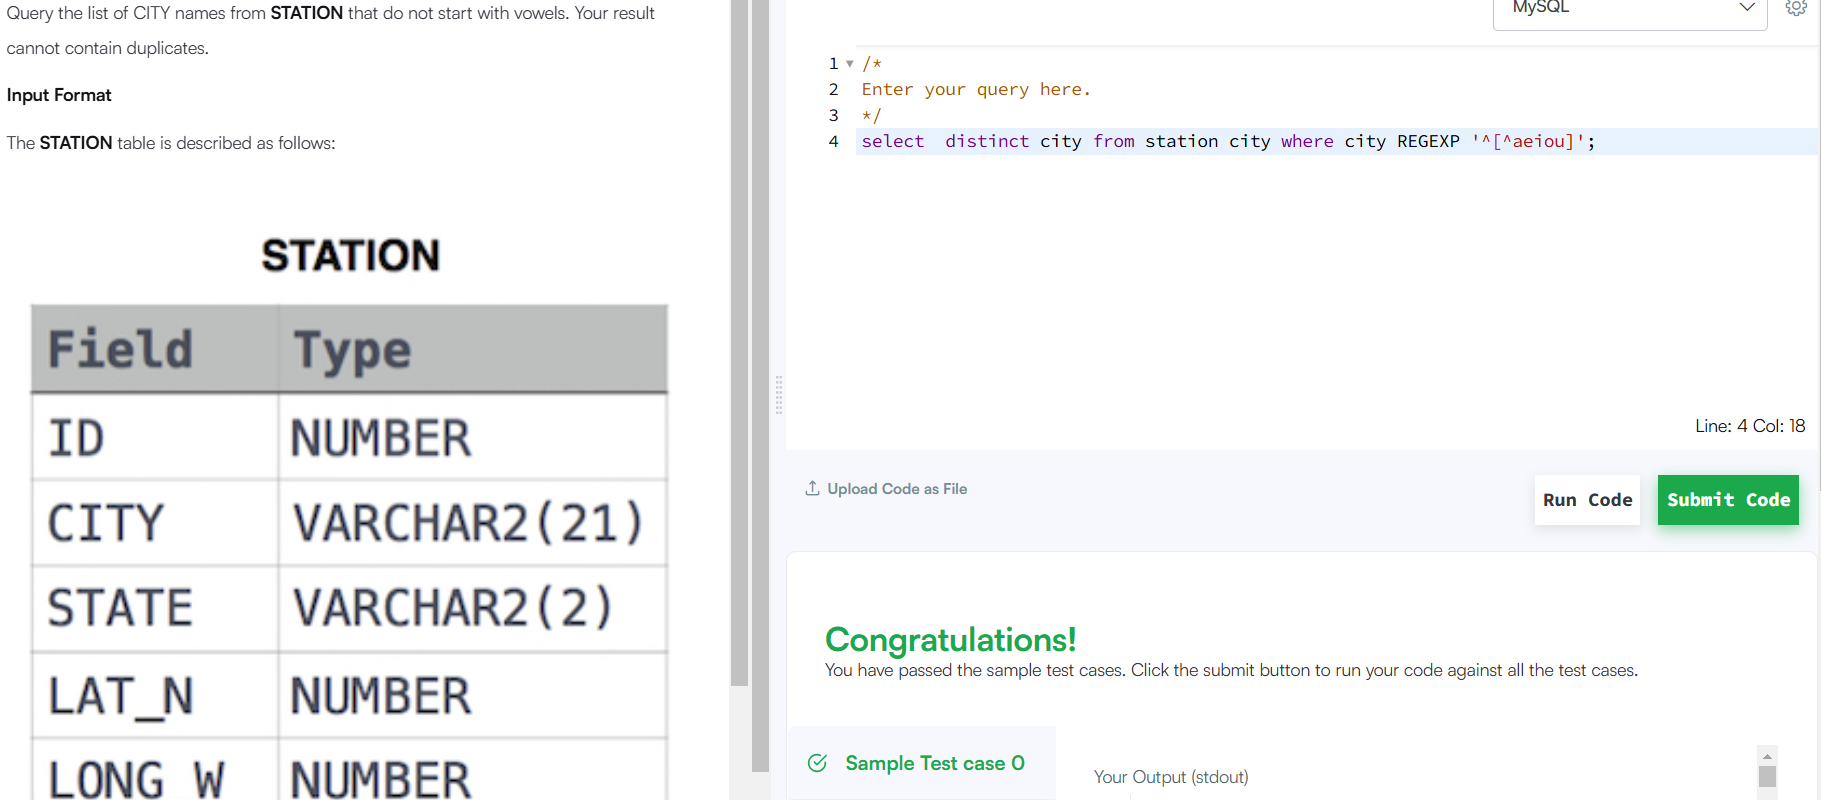 Query the list of CITY names from STATION that do not start with vowels. Your result
cannot contain duplicates.
Input Format
The STATION table is described as follows:
STATION
Field Type
ID NUMBER
CITY VARCHAR2(21)
STATE VARCHAR2(2)
LAT_N NUMBER
LONG_W NUMBER
MySQL
1 /*
2 Enter your query here.
3 */
4 select  distinct city from station city where city REGEXP '^[^aeiou]';
Line: 4 Col: 18
Upload Code as File
Run Code
Submit Code
Congratulations!
You have passed the sample test cases. Click the submit button to run your code against all the test cases.
Sample Test case 0
Your Output (stdout)